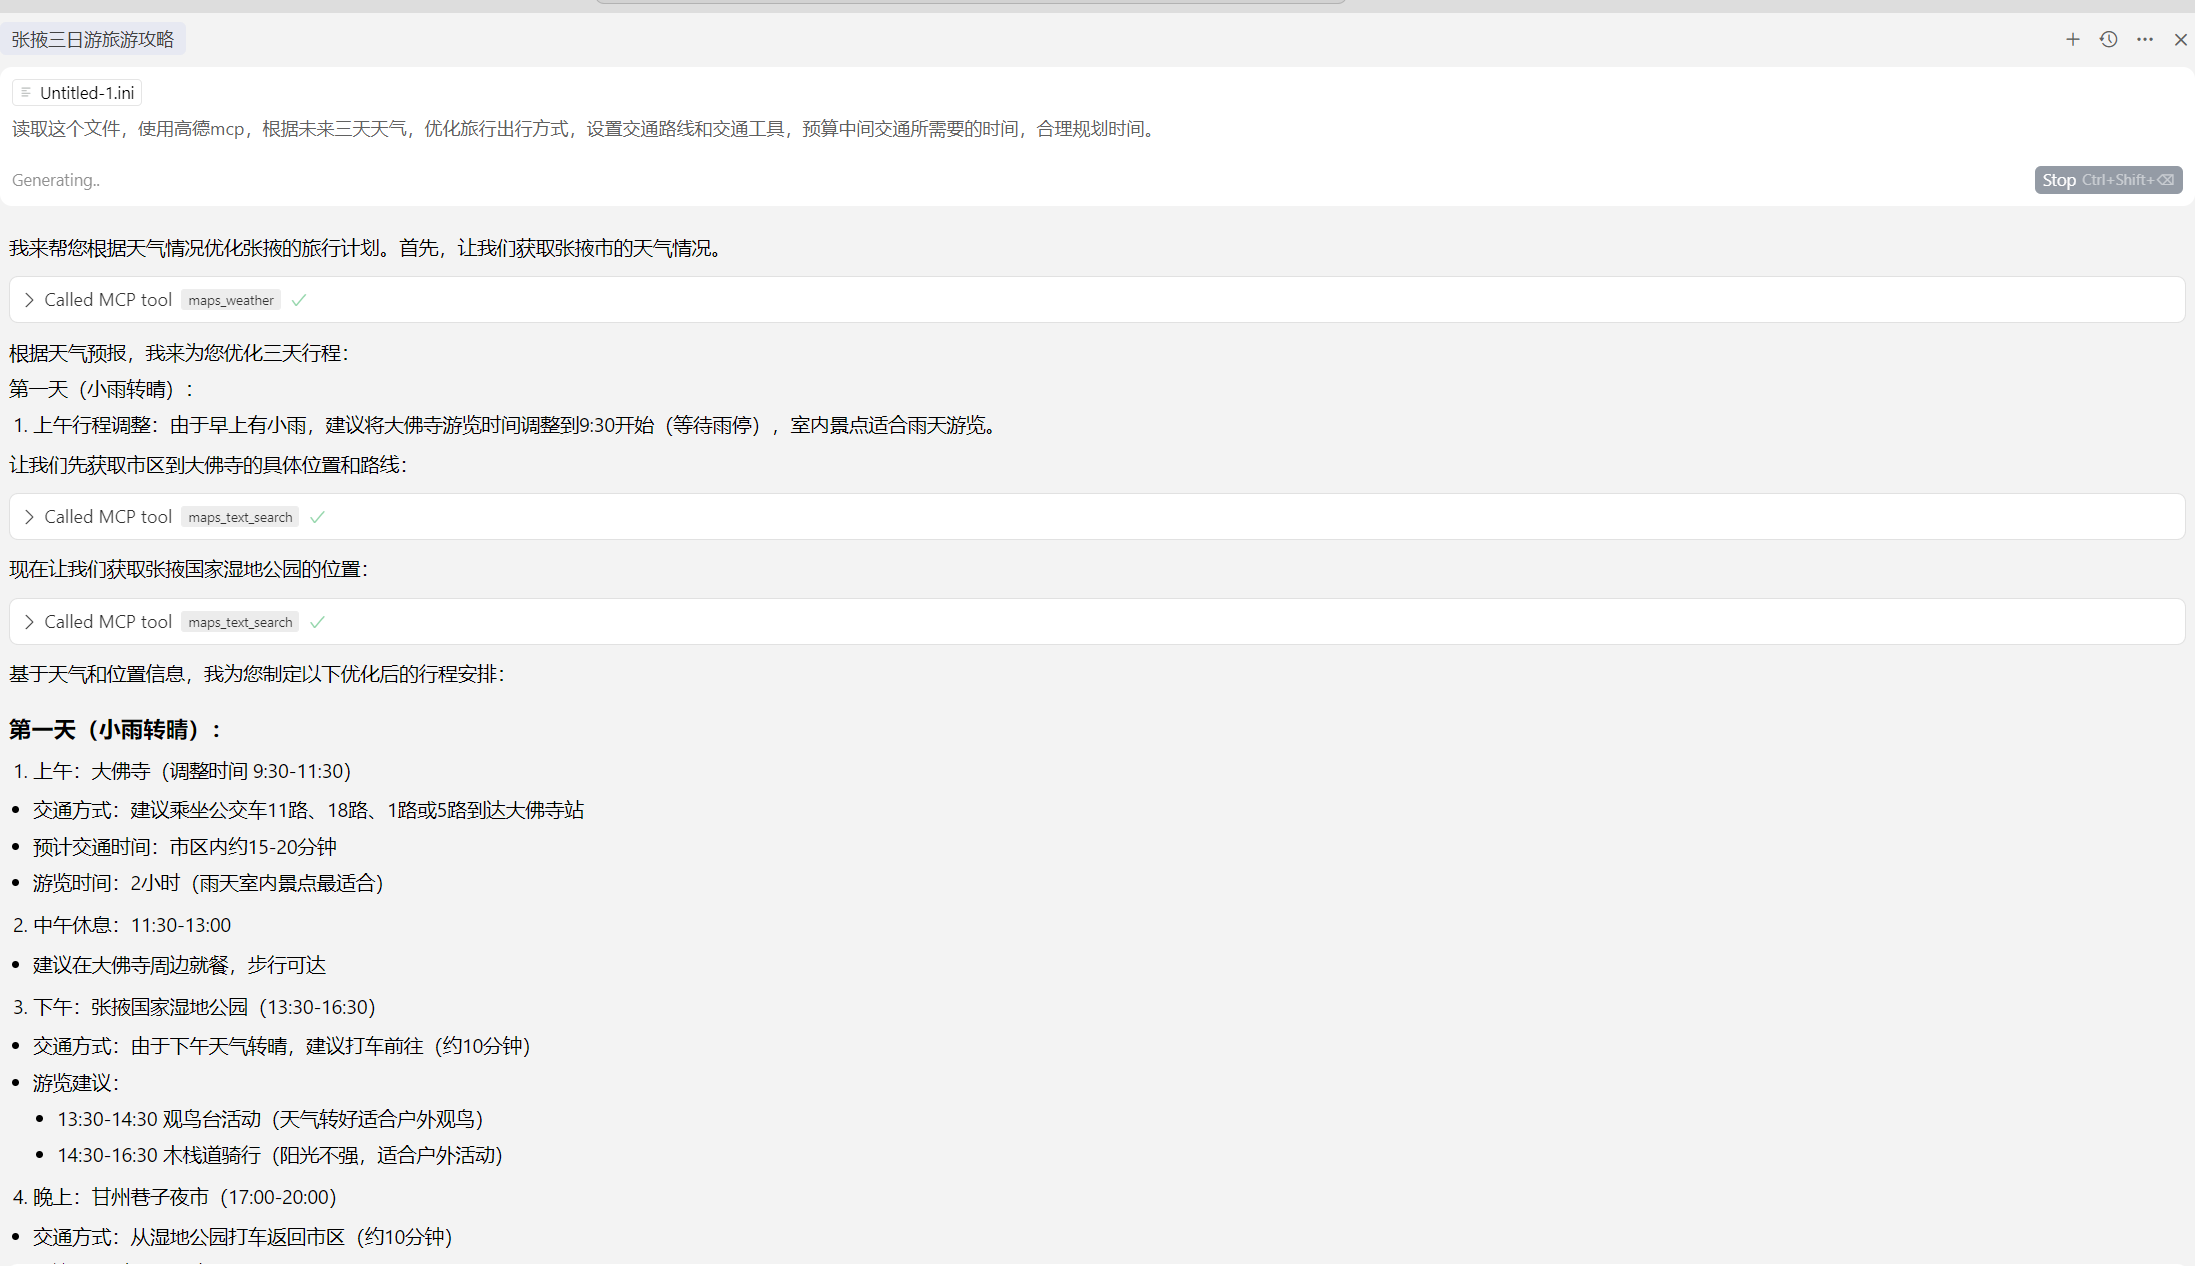 张掖三日游旅游攻略
Untitled-1.ini
读取这个文件，使用高德mcp，根据未来三天天气，优化旅行出行方式，设置交通路线和交通工具，预算中间交通所需要的时间，合理规划时间。
Generating..
Stop Ctrl+Shift+⌫
我来帮您根据天气情况优化张掖的旅行计划。首先，让我们获取张掖市的天气情况。
Called MCP tool maps_weather
根据天气预报，我来为您优化三天行程：
第一天（小雨转晴）：
1. 上午行程调整：由于早上有小雨，建议将大佛寺游览时间调整到9:30开始（等待雨停），室内景点适合雨天游览。
让我们先获取市区到大佛寺的具体位置和路线：
Called MCP tool maps_text_search
现在让我们获取张掖国家湿地公园的位置：
Called MCP tool maps_text_search
基于天气和位置信息，我为您制定以下优化后的行程安排：
第一天（小雨转晴）：
1. 上午：大佛寺（调整时间 9:30-11:30）
• 交通方式：建议乘坐公交车11路、18路、1路或5路到达大佛寺站
• 预计交通时间：市区内约15-20分钟
• 游览时间：2小时（雨天室内景点最适合）
2. 中午休息：11:30-13:00
• 建议在大佛寺周边就餐，步行可达
3. 下午：张掖国家湿地公园（13:30-16:30）
• 交通方式：由于下午天气转晴，建议打车前往（约10分钟）
• 游览建议：
• 13:30-14:30 观鸟台活动（天气转好适合户外观鸟）
• 14:30-16:30 木栈道骑行（阳光不强，适合户外活动）
4. 晚上：甘州巷子夜市（17:00-20:00）
• 交通方式：从湿地公园打车返回市区（约10分钟）